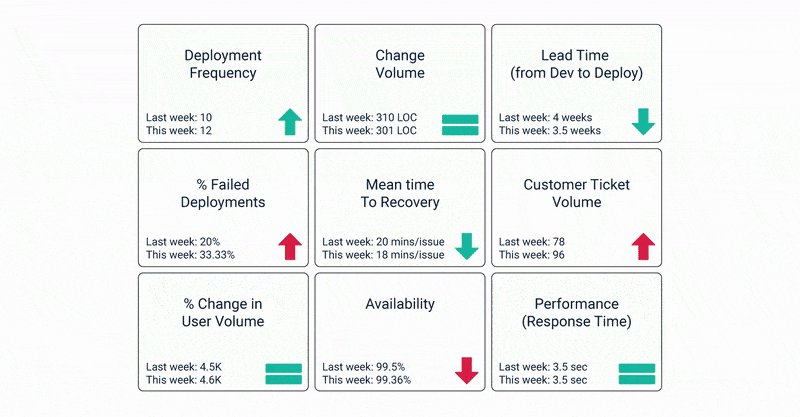 Deployment
Frequency
Last week: 10
This week: 12
Change
Volume
Last week: 310 LOC
This week: 301 LOC
Lead Time
(from Dev to Deploy)
Last week: 4 weeks
This week: 3.5 weeks
% Failed
Deployments
Last week: 20%
This week: 33.33%
Mean time
To Recovery
Last week: 20 mins/issue
This week: 18 mins/issue
Customer Ticket
Volume
Last week: 78
This week: 96
% Change in
User Volume
Last week: 4.5K
This week: 4.6K
Availability
Last week: 99.5%
This week: 99.36%
Performance
(Response Time)
Last week: 3.5 sec
This week: 3.5 sec